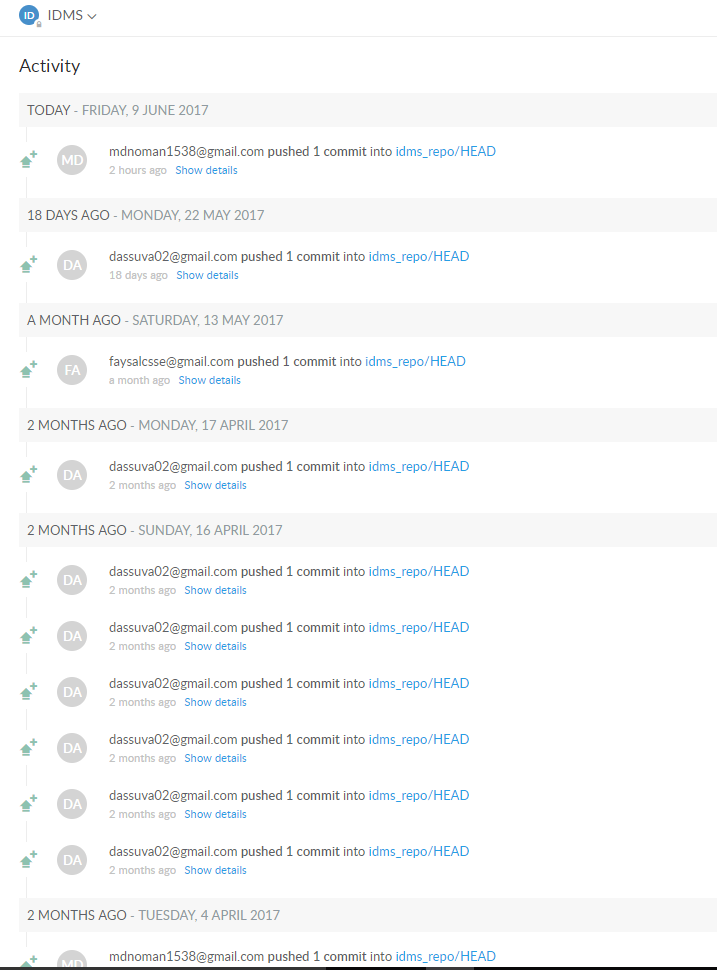 ID IDMS
Activity
TODAY - FRIDAY, 9 JUNE 2017
MD mdnoman1538@gmail.com pushed 1 commit into idms_repo/HEAD
2 hours ago Show details
18 DAYS AGO - MONDAY, 22 MAY 2017
DA dassuva02@gmail.com pushed 1 commit into idms_repo/HEAD
18 days ago Show details
A MONTH AGO - SATURDAY, 13 MAY 2017
FA faysalcsse@gmail.com pushed 1 commit into idms_repo/HEAD
a month ago Show details
2 MONTHS AGO - MONDAY, 17 APRIL 2017
DA dassuva02@gmail.com pushed 1 commit into idms_repo/HEAD
2 months ago Show details
2 MONTHS AGO - SUNDAY, 16 APRIL 2017
DA dassuva02@gmail.com pushed 1 commit into idms_repo/HEAD
2 months ago Show details
DA dassuva02@gmail.com pushed 1 commit into idms_repo/HEAD
2 months ago Show details
DA dassuva02@gmail.com pushed 1 commit into idms_repo/HEAD
2 months ago Show details
DA dassuva02@gmail.com pushed 1 commit into idms_repo/HEAD
2 months ago Show details
DA dassuva02@gmail.com pushed 1 commit into idms_repo/HEAD
2 months ago Show details
DA dassuva02@gmail.com pushed 1 commit into idms_repo/HEAD
2 months ago Show details
2 MONTHS AGO - TUESDAY, 4 APRIL 2017
MD mdnoman1538@gmail.com pushed 1 commit into idms_repo/HEAD